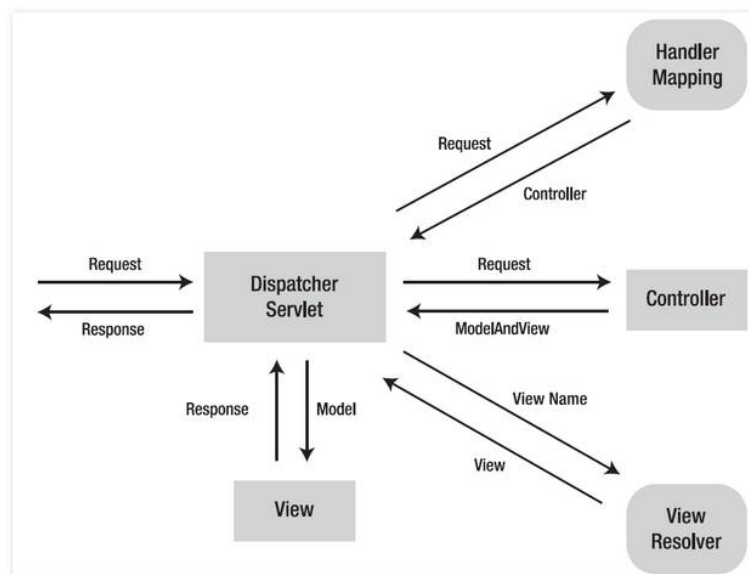 Handler
Mapping
Request
Controller
Request
Response
Dispatcher
Servlet
Request
ModelAndView
Controller
Response
Model
View Name
View
View
View
Resolver